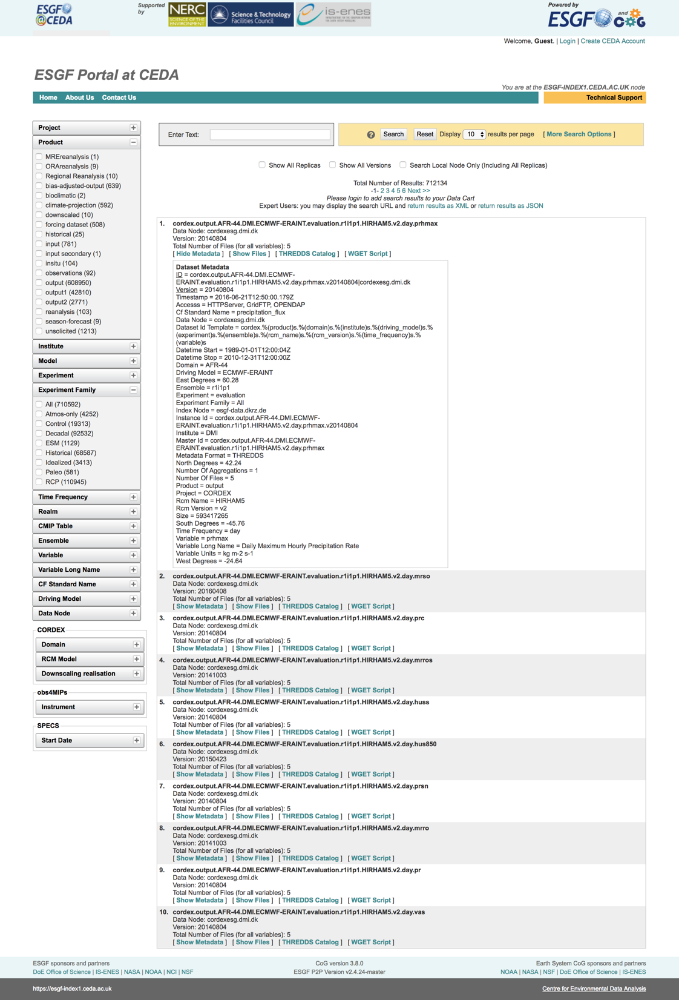 ESGF
@CEDA
Supported
by
NERC
SCIENCE OF THE
ENVIRONMENT
Science & Technology
Facilities Council
is-enes
INFRASTRUCTURE FOR THE EUROPEAN NETWORK
FOR EARTH SYSTEM MODELLING
Powered by
ESGF and CoG
Welcome, Guest. | Login | Create CEDA Account
ESGF Portal at CEDA
You are at the ESGF-INDEX1.CEDA.AC.UK node
Home About Us Contact Us
Technical Support
Project
Product
MREreanalysis (1)
ORAreanalysis (9)
Regional Reanalysis (10)
bias-adjusted-output (639)
bioclimatic (2)
climate-projection (592)
downscaled (10)
forcing dataset (508)
historical (25)
input (781)
input secondary (1)
insitu (104)
observations (92)
output (608950)
output1 (42810)
output2 (2771)
reanalysis (103)
season-forecast (9)
unsolicited (1213)
Institute
Model
Experiment
Experiment Family
All (710592)
Atmos-only (4252)
Control (19313)
Decadal (92532)
ESM (1129)
Historical (68587)
Idealized (3413)
Paleo (581)
RCP (110945)
Time Frequency
Realm
CMIP Table
Ensemble
Variable
Variable Long Name
CF Standard Name
Driving Model
Data Node
CORDEX
Domain
RCM Model
Downscaling realisation
obs4MIPs
Instrument
SPECS
Start Date
Enter Text:
? Search Reset Display 10 results per page [ More Search Options ]
Show All Replicas Show All Versions Search Local Node Only (Including All Replicas)
Total Number of Results: 712134
-1- 2 3 4 5 6 Next >>
Please login to add search results to your Data Cart
Expert Users: you may display the search URL and return results as XML or return results as JSON
1. cordex.output.AFR-44.DMI.ECMWF-ERAINT.evaluation.r1i1p1.HIRHAM5.v2.day.prhmax
Data Node: cordexesg.dmi.dk
Version: 20140804
Total Number of Files (for all variables): 5
[ Hide Metadata ] [ Show Files ] [ THREDDS Catalog ] [ WGET Script ]
Dataset Metadata
ID = cordex.output.AFR-44.DMI.ECMWF-
ERAINT.evaluation.r1i1p1.HIRHAM5.v2.day.prhmax.v20140804|cordexesg.dmi.dk
Version = 20140804
Timestamp = 2016-06-21T12:50:00.179Z
Accesss = HTTPServer, GridFTP, OPENDAP
Cf Standard Name = precipitation_flux
Data Node = cordexesg.dmi.dk
Dataset Id Template = cordex.%(product)s.%(domain)s.%(institute)s.%(driving_model)s.%
(experiment)s.%(ensemble)s.%(rcm_name)s.%(rcm_version)s.%(time_frequency)s.%
(variable)s
Datetime Start = 1989-01-01T12:00:04Z
Datetime Stop = 2010-12-31T12:00:00Z
Domain = AFR-44
Driving Model = ECMWF-ERAINT
East Degrees = 60.28
Ensemble = r1i1p1
Experiment = evaluation
Experiment Family = All
Index Node = esgf-data.dkrz.de
Instance Id = cordex.output.AFR-44.DMI.ECMWF-
ERAINT.evaluation.r1i1p1.HIRHAM5.v2.day.prhmax.v20140804
Institute = DMI
Master Id = cordex.output.AFR-44.DMI.ECMWF-
ERAINT.evaluation.r1i1p1.HIRHAM5.v2.day.prhmax
Metadata Format = THREDDS
North Degrees = 42.24
Number Of Aggregations = 1
Number Of Files = 5
Product = output
Project = CORDEX
Rcm Name = HIRHAM5
Rcm Version = v2
Size = 593417265
South Degrees = -45.76
Time Frequency = day
Variable = prhmax
Variable Long Name = Daily Maximum Hourly Precipitation Rate
Variable Units = kg m-2 s-1
West Degrees = -24.64
2. cordex.output.AFR-44.DMI.ECMWF-ERAINT.evaluation.r1i1p1.HIRHAM5.v2.day.mrso
Data Node: cordexesg.dmi.dk
Version: 20160408
Total Number of Files (for all variables): 5
[ Show Metadata ] [ Show Files ] [ THREDDS Catalog ] [ WGET Script ]
3. cordex.output.AFR-44.DMI.ECMWF-ERAINT.evaluation.r1i1p1.HIRHAM5.v2.day.prc
Data Node: cordexesg.dmi.dk
Version: 20140804
Total Number of Files (for all variables): 5
[ Show Metadata ] [ Show Files ] [ THREDDS Catalog ] [ WGET Script ]
4. cordex.output.AFR-44.DMI.ECMWF-ERAINT.evaluation.r1i1p1.HIRHAM5.v2.day.mrros
Data Node: cordexesg.dmi.dk
Version: 20141003
Total Number of Files (for all variables): 5
[ Show Metadata ] [ Show Files ] [ THREDDS Catalog ] [ WGET Script ]
5. cordex.output.AFR-44.DMI.ECMWF-ERAINT.evaluation.r1i1p1.HIRHAM5.v2.day.huss
Data Node: cordexesg.dmi.dk
Version: 20140804
Total Number of Files (for all variables): 5
[ Show Metadata ] [ Show Files ] [ THREDDS Catalog ] [ WGET Script ]
6. cordex.output.AFR-44.DMI.ECMWF-ERAINT.evaluation.r1i1p1.HIRHAM5.v2.day.hus850
Data Node: cordexesg.dmi.dk
Version: 20150423
Total Number of Files (for all variables): 5
[ Show Metadata ] [ Show Files ] [ THREDDS Catalog ] [ WGET Script ]
7. cordex.output.AFR-44.DMI.ECMWF-ERAINT.evaluation.r1i1p1.HIRHAM5.v2.day.prsn
Data Node: cordexesg.dmi.dk
Version: 20140804
Total Number of Files (for all variables): 5
[ Show Metadata ] [ Show Files ] [ THREDDS Catalog ] [ WGET Script ]
8. cordex.output.AFR-44.DMI.ECMWF-ERAINT.evaluation.r1i1p1.HIRHAM5.v2.day.mrro
Data Node: cordexesg.dmi.dk
Version: 20141003
Total Number of Files (for all variables): 5
[ Show Metadata ] [ Show Files ] [ THREDDS Catalog ] [ WGET Script ]
9. cordex.output.AFR-44.DMI.ECMWF-ERAINT.evaluation.r1i1p1.HIRHAM5.v2.day.pr
Data Node: cordexesg.dmi.dk
Version: 20140804
Total Number of Files (for all variables): 5
[ Show Metadata ] [ Show Files ] [ THREDDS Catalog ] [ WGET Script ]
10. cordex.output.AFR-44.DMI.ECMWF-ERAINT.evaluation.r1i1p1.HIRHAM5.v2.day.vas
Data Node: cordexesg.dmi.dk
Version: 20140804
Total Number of Files (for all variables): 5
[ Show Metadata ] [ Show Files ] [ THREDDS Catalog ] [ WGET Script ]
ESGF sponsors and partners
DoE Office of Science | IS-ENES | NASA | NOAA | NCI | NSF
CoG version 3.8.0
ESGF P2P Version v2.4.24-master
Earth System CoG sponsors and partners
NOAA | NASA | NSF | DoE Office of Science | IS-ENES
https://esgf-index1.ceda.ac.uk
Centre for Environmental Data Analysis